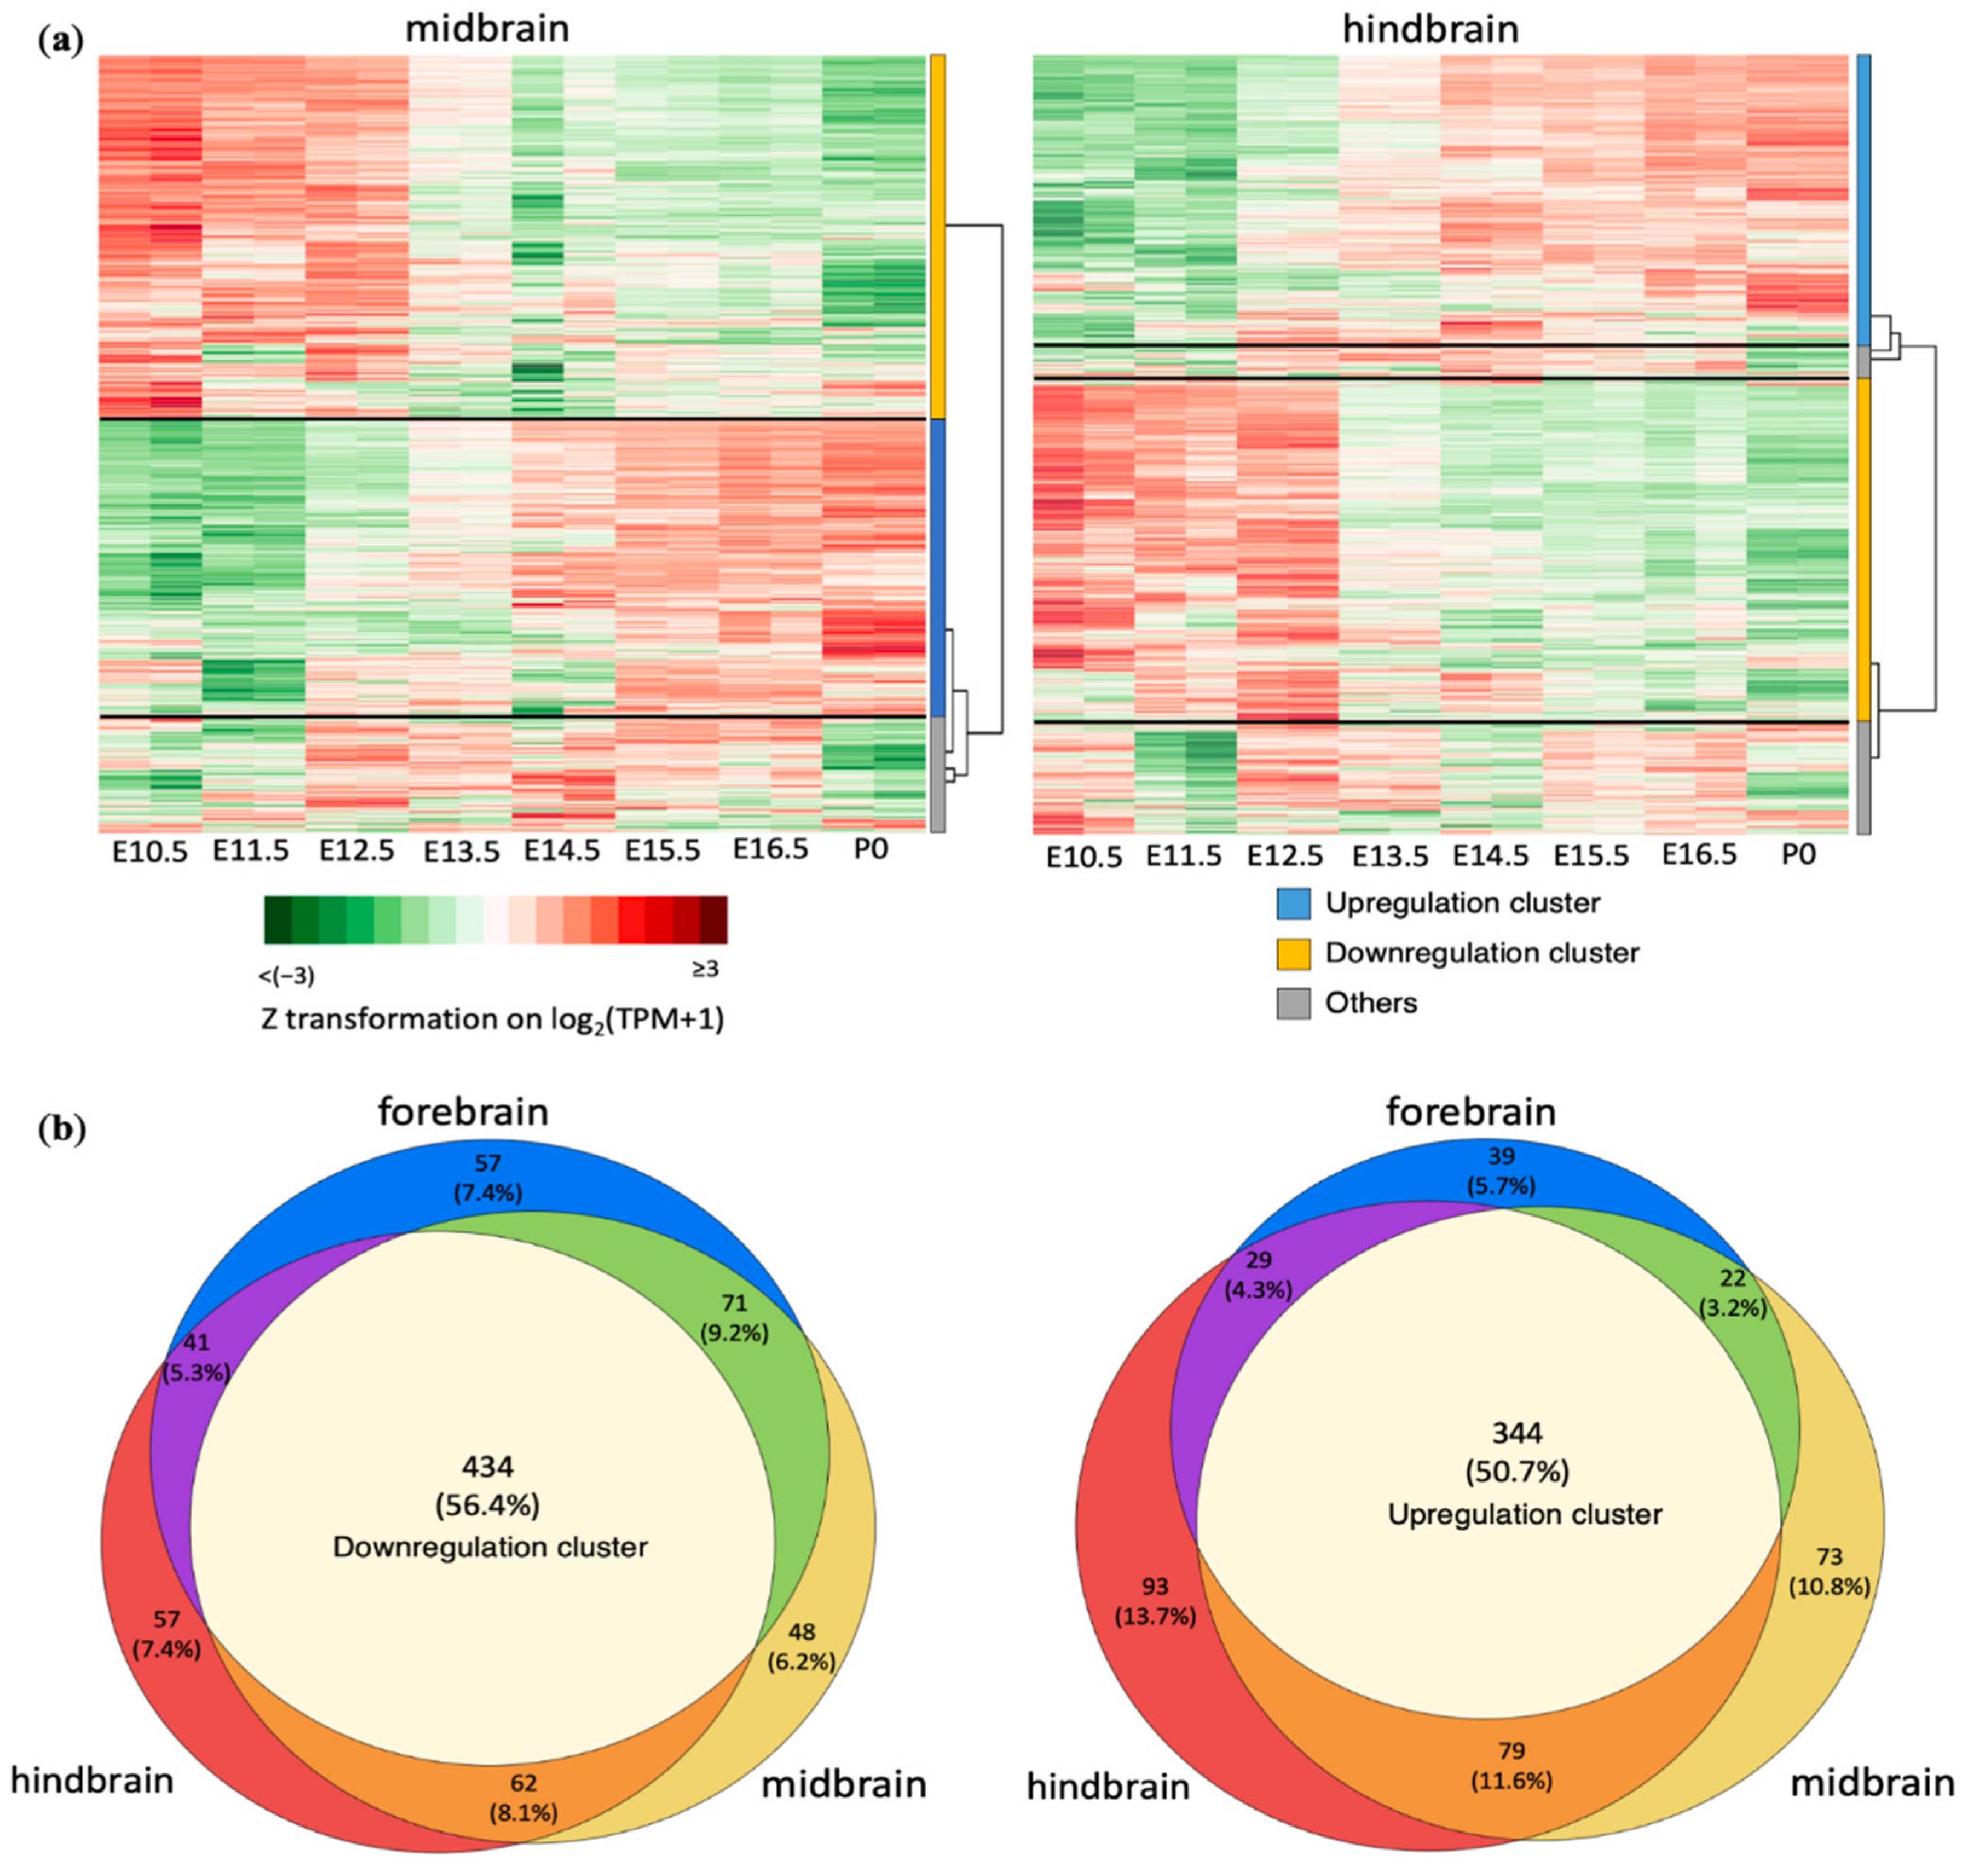 (a)
midbrain
hindbrain
E10.5 E11.5 E12.5 E13.5 E14.5 E15.5 E16.5 P0
E10.5 E11.5 E12.5 E13.5 E14.5 E15.5 E16.5 P0
<(−3)
≥3
Z transformation on log₂(TPM+1)
Upregulation cluster
Downregulation cluster
Others
(b)
forebrain
57
(7.4%)
41
(5.3%)
71
(9.2%)
434
(56.4%)
Downregulation cluster
57
(7.4%)
48
(6.2%)
62
(8.1%)
hindbrain
midbrain
forebrain
39
(5.7%)
29
(4.3%)
22
(3.2%)
344
(50.7%)
Upregulation cluster
93
(13.7%)
73
(10.8%)
79
(11.6%)
hindbrain
midbrain